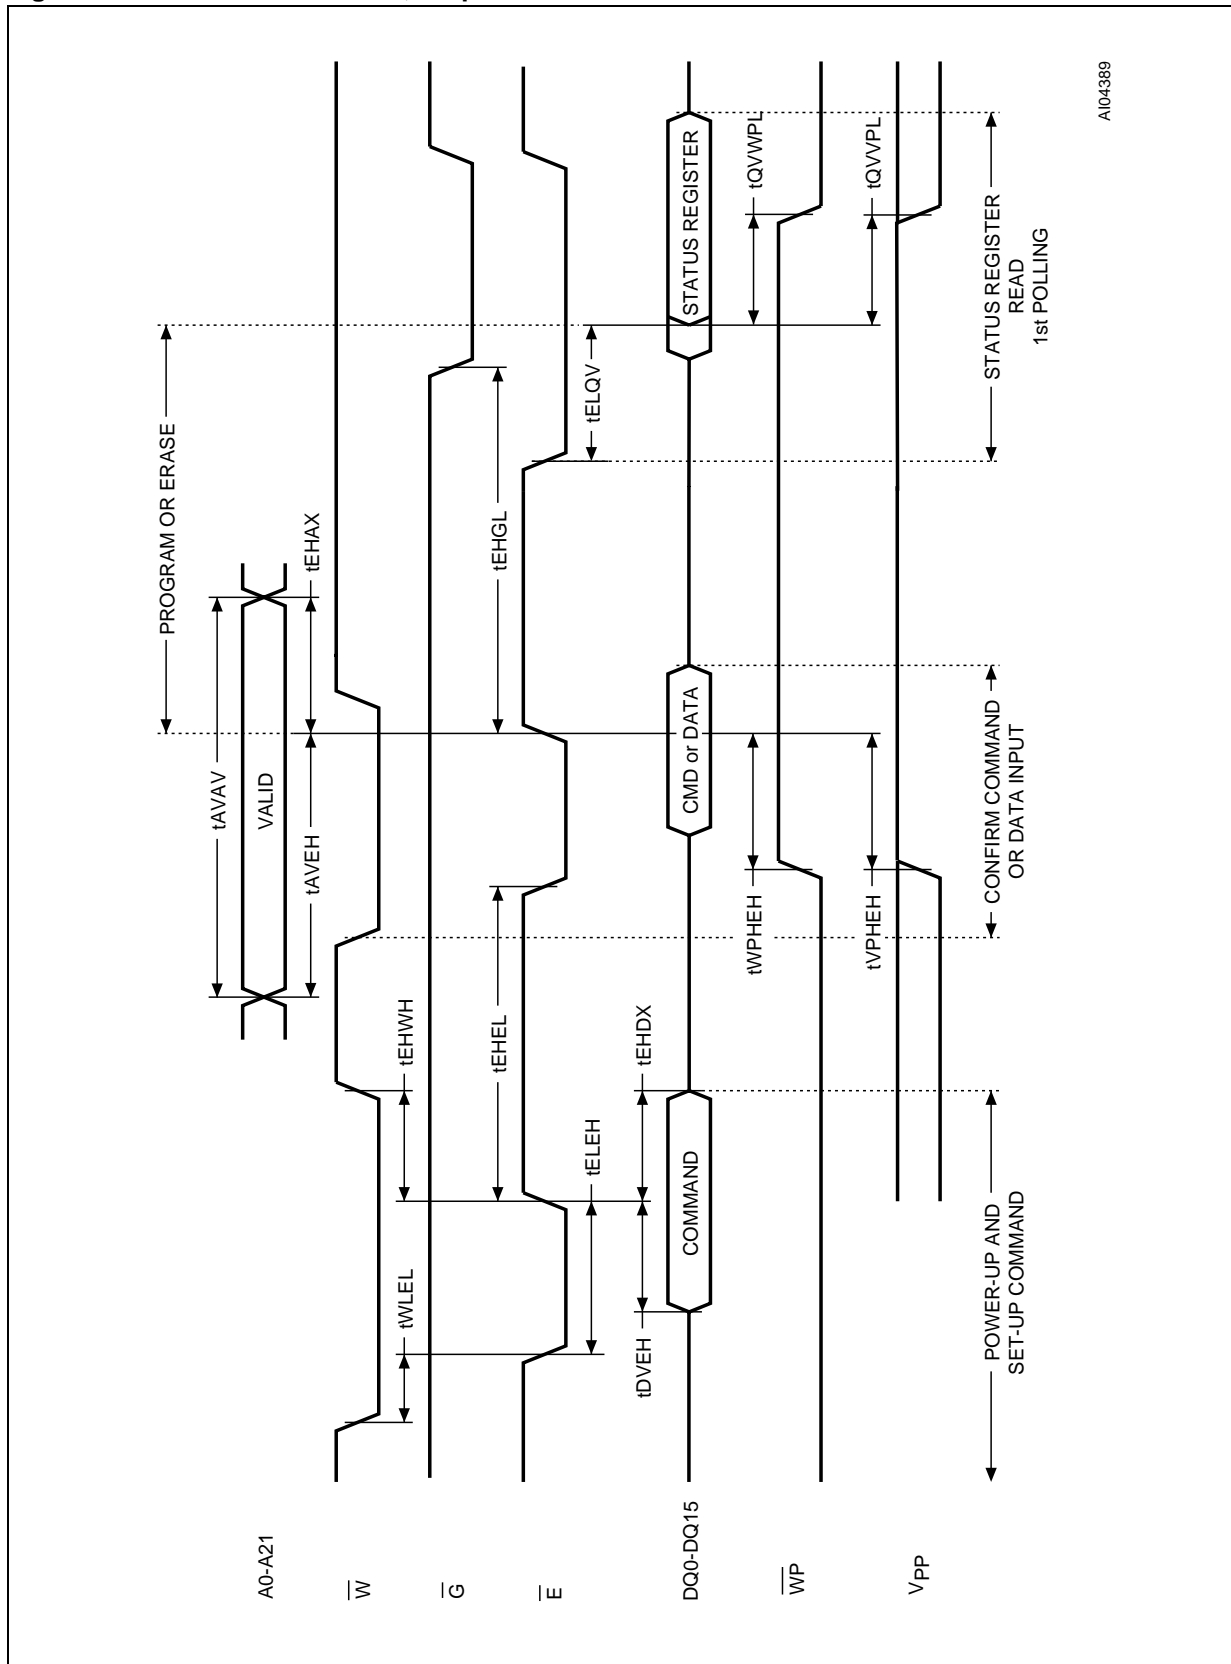 PROGRAM OR ERASE
tAVAV
A0-A21
VALID
tAVEH
tEHAX
W
tWLEL
tEHWH
G
tEHEL
tEHGL
E
tELEH
tELQV
tDVEH
tEHDX
DQ0-DQ15
COMMAND
CMD or DATA
STATUS REGISTER
tWPHEH
tQVWPL
WP
tVPHEH
tQVVPL
VPP
POWER-UP AND
SET-UP COMMAND
CONFIRM COMMAND
OR DATA INPUT
STATUS REGISTER
READ
1st POLLING
AI04389